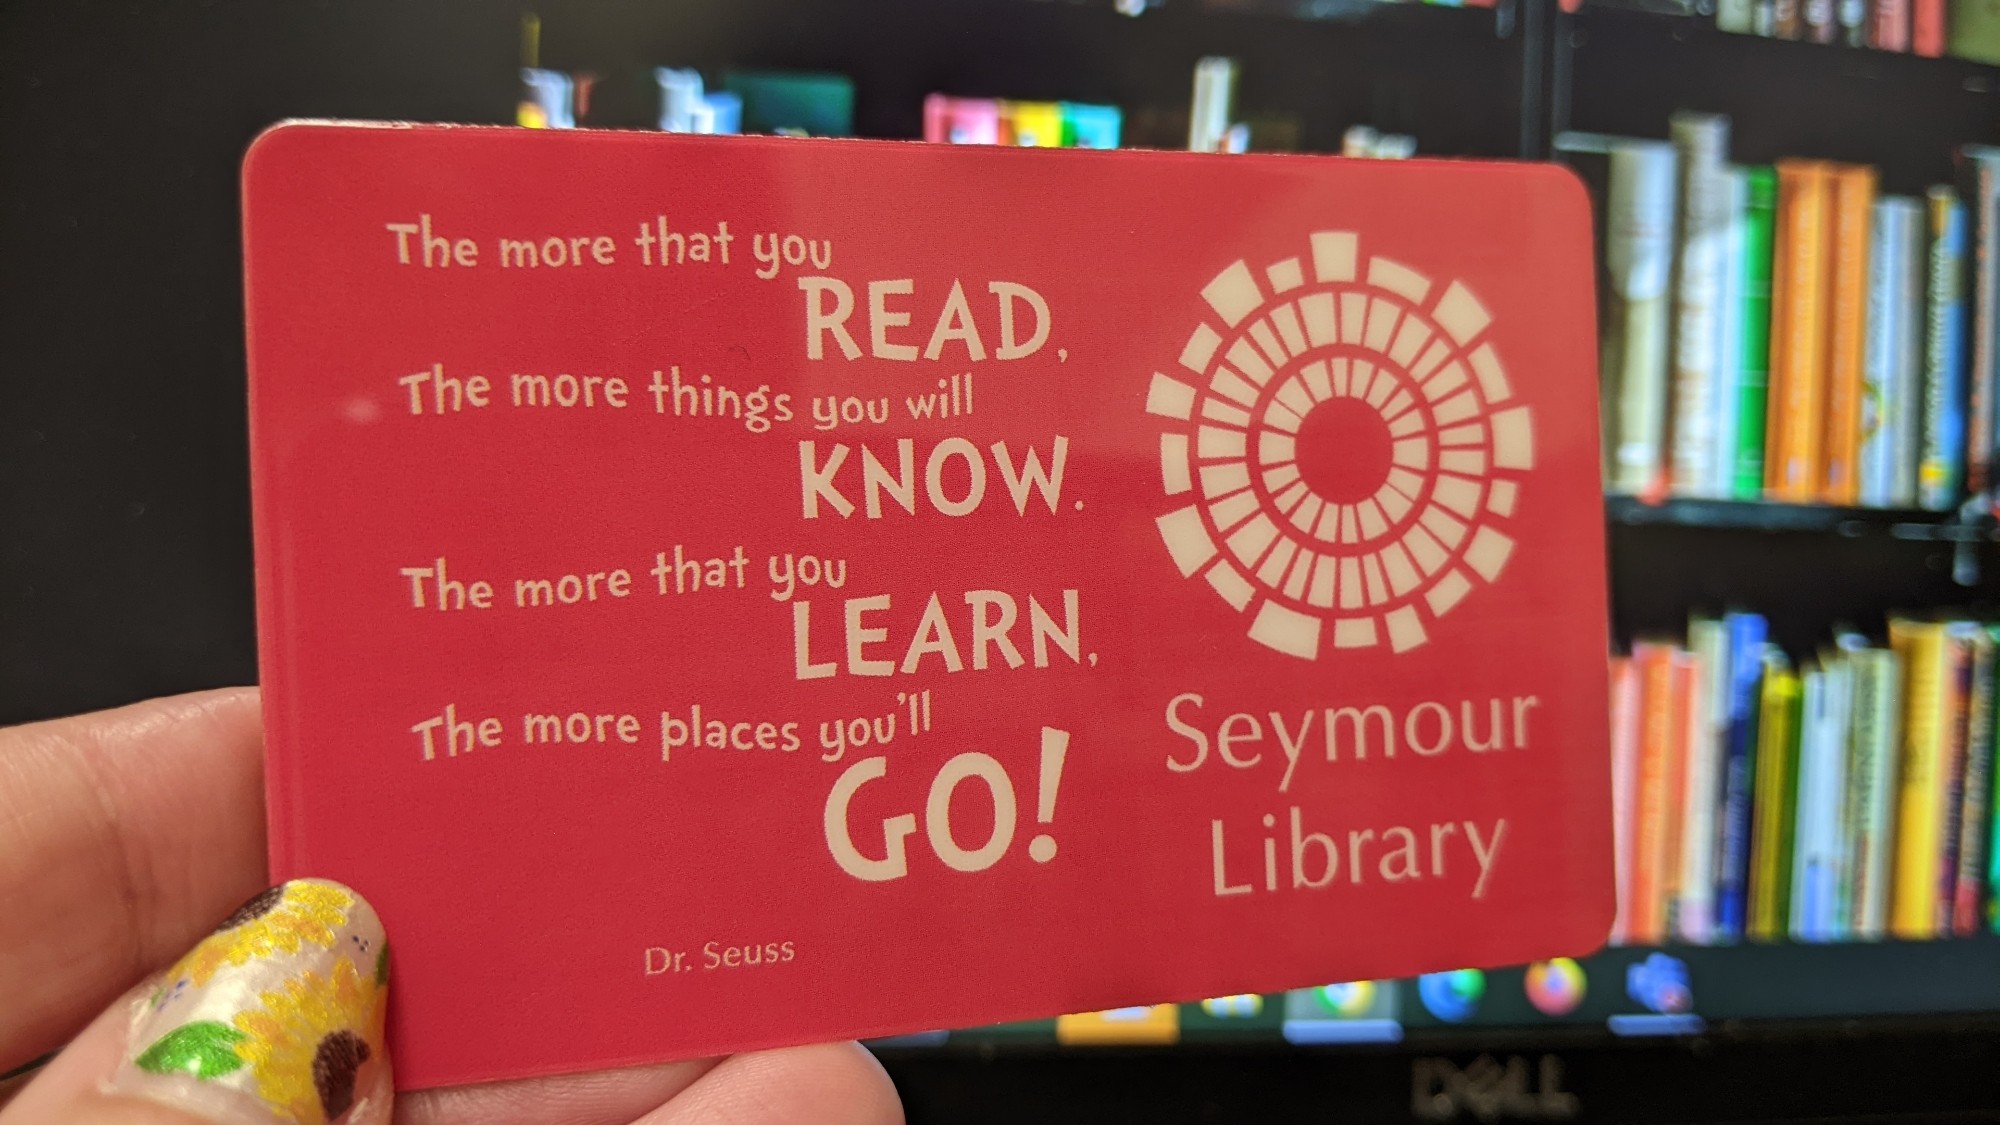 The more that you
READ,
The more things you will
KNOW.
The more that you
LEARN,
The more places you'll
GO!
Dr. Seuss
Seymour
Library
DELL